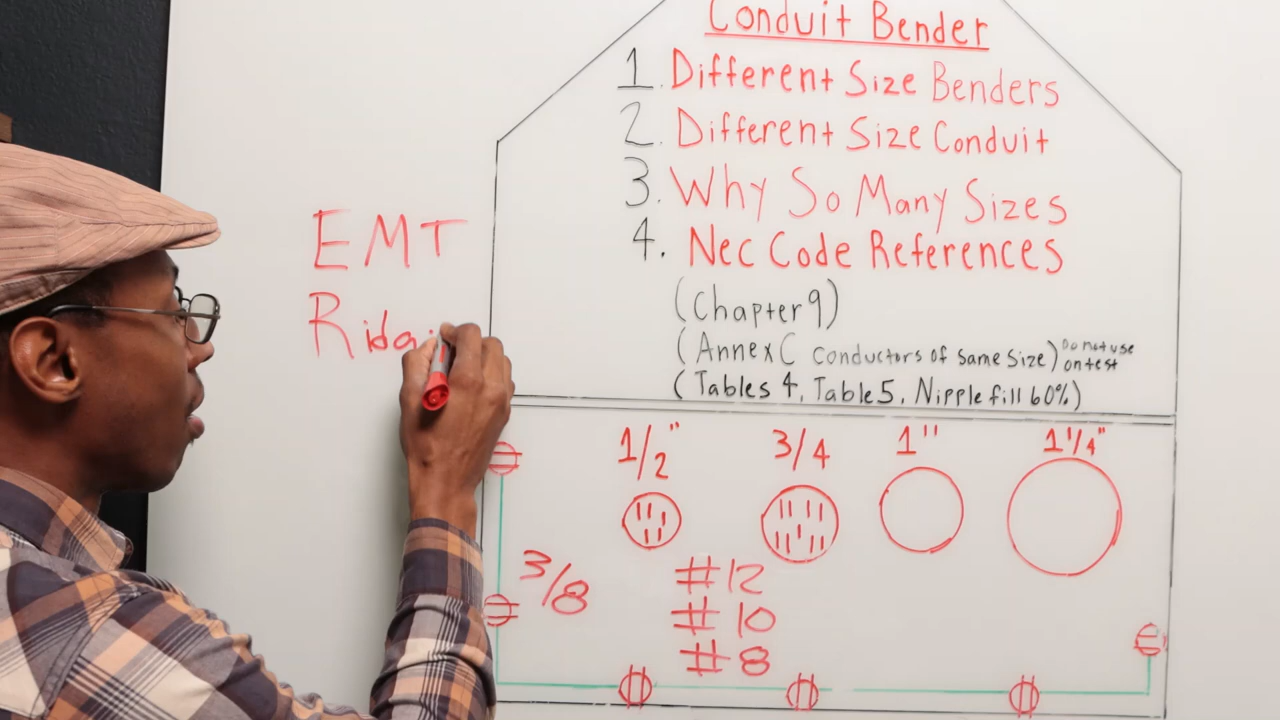 Conduit Bender
1. Different Size Benders
2. Different Size Conduit
3. Why So Many Sizes
4. Nec Code References
(Chapter 9)
(Annex C conductors of same size) Do not use on test
(Tables 4, Table 5, Nipple fill 60%)
EMT
1/2" 3/4 1" 1 1/4"
3/8
#12
#10
#8